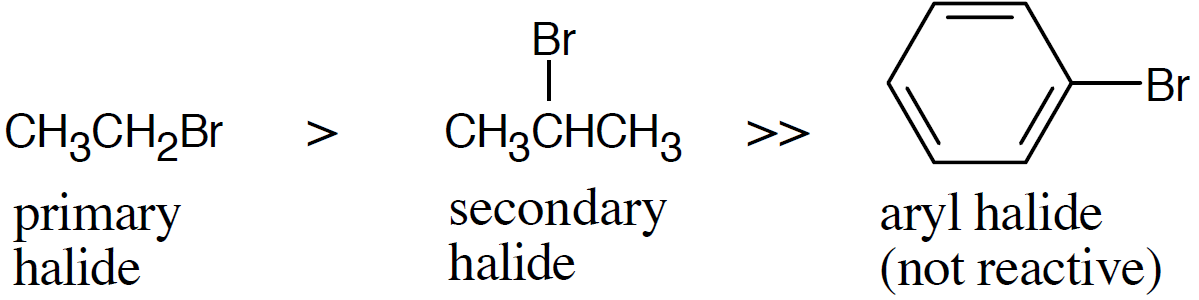 Br
Br
CH₃CH₂Br > CH₃CHCH₃ >>
primary
halide
secondary
halide
aryl halide
(not reactive)